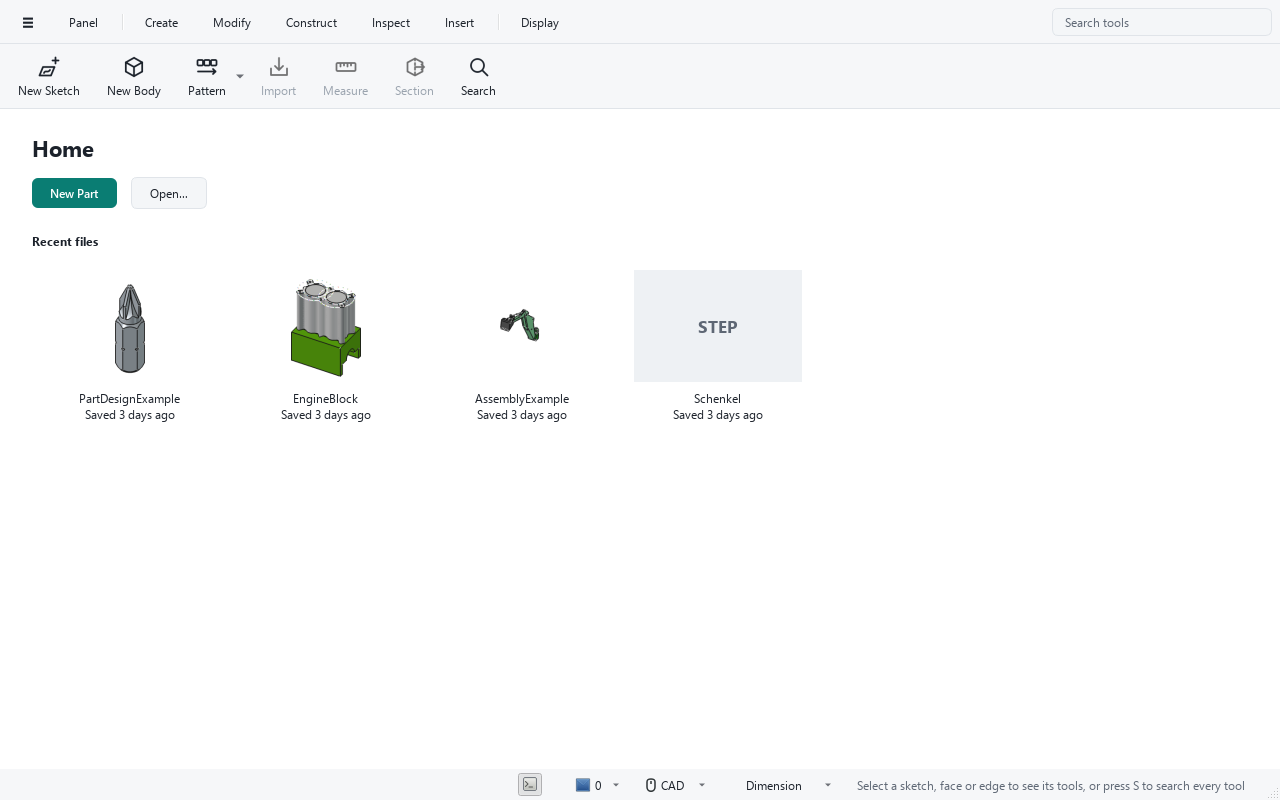 Panel Create Modify Construct Inspect Insert Display Search tools
New Sketch New Body Pattern Import Measure Section Search
Home
New Part Open...
Recent files
STEP
PartDesignExample EngineBlock AssemblyExample Schenkel
Saved 3 days ago Saved 3 days ago Saved 3 days ago Saved 3 days ago
0 CAD Dimension Select a sketch, face or edge to see its tools, or press S to search every tool